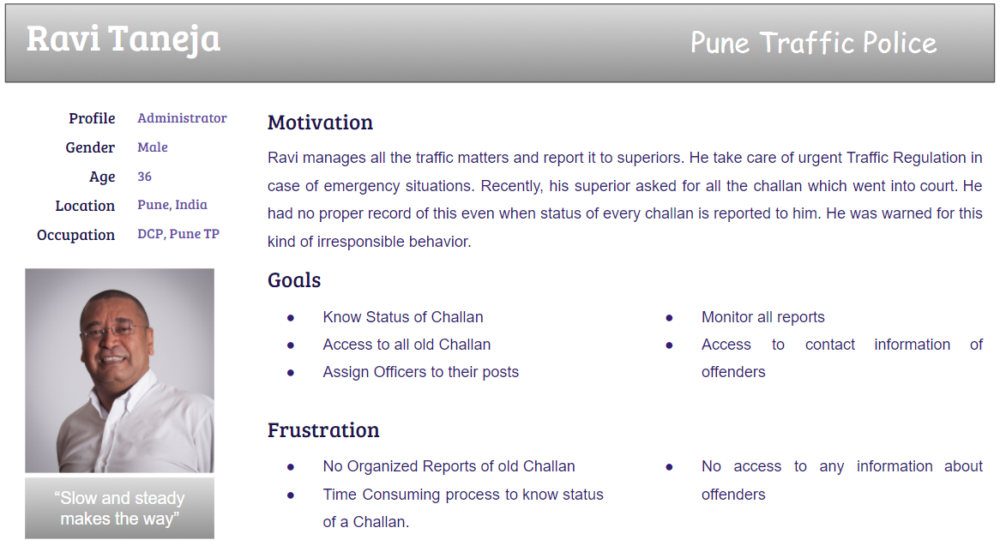 Ravi Taneja
Pune Traffic Police
Profile Administrator
Gender Male
Age 36
Location Pune, India
Occupation DCP, Pune TP
“Slow and steady
makes the way”
Motivation
Ravi manages all the traffic matters and report it to superiors. He take care of urgent Traffic Regulation in
case of emergency situations. Recently, his superior asked for all the challan which went into court. He
had no proper record of this even when status of every challan is reported to him. He was warned for this
kind of irresponsible behavior.
Goals
● Know Status of Challan
● Access to all old Challan
● Assign Officers to their posts
● Monitor all reports
● Access to contact information of
offenders
Frustration
● No Organized Reports of old Challan
● Time Consuming process to know status
of a Challan.
● No access to any information about
offenders